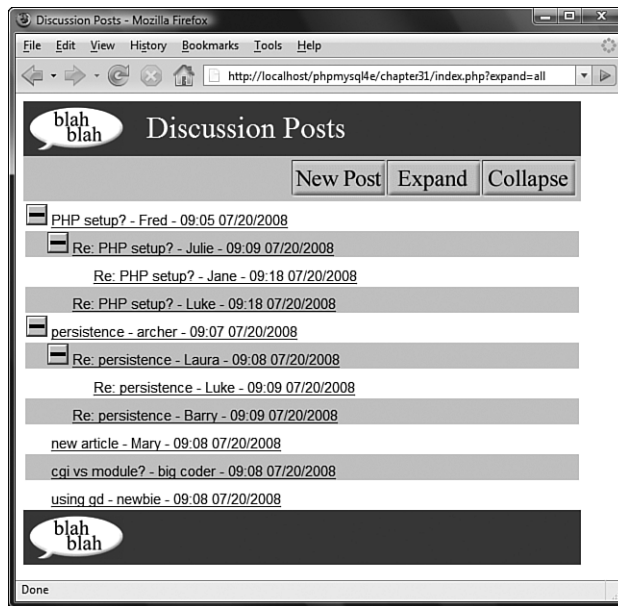 Discussion Posts - Mozilla Firefox
File Edit View History Bookmarks Tools Help
http://localhost/phpmysql4e/chapter31/index.php?expand=all
blah
blah
Discussion Posts
New Post Expand Collapse
PHP setup? - Fred - 09:05 07/20/2008
Re: PHP setup? - Julie - 09:09 07/20/2008
Re: PHP setup? - Jane - 09:18 07/20/2008
Re: PHP setup? - Luke - 09:18 07/20/2008
persistence - archer - 09:07 07/20/2008
Re: persistence - Laura - 09:08 07/20/2008
Re: persistence - Luke - 09:09 07/20/2008
Re: persistence - Barry - 09:09 07/20/2008
new article - Mary - 09:08 07/20/2008
cgi vs module? - big coder - 09:08 07/20/2008
using gd - newbie - 09:08 07/20/2008
blah
blah
Done